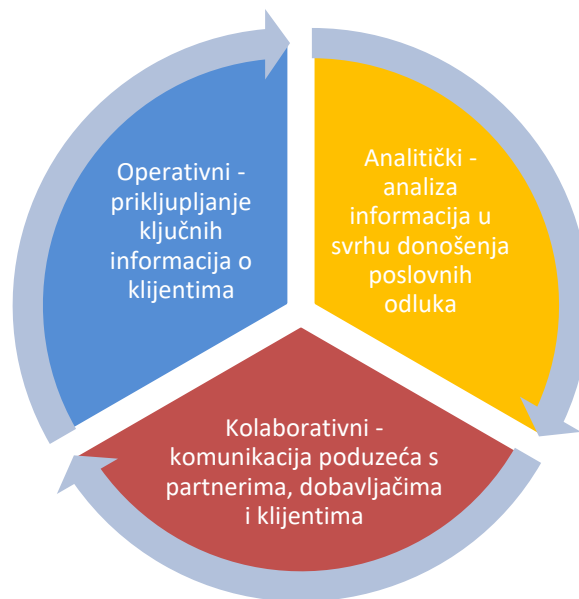 Operativni -
prikljupljanje
ključnih
informacija o
klijentima
Analitički -
analiza
informacija u
svrhu donošenja
poslovnih
odluka
Kolaborativni -
komunikacija poduzeća s
partnerima, dobavljačima
i klijentima